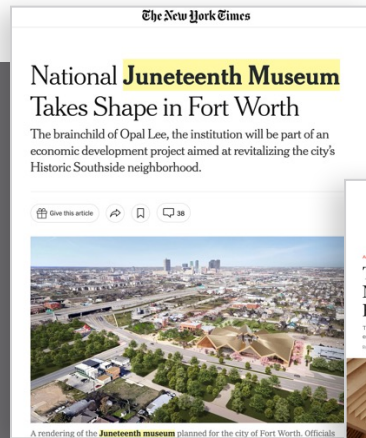 The New York Times
National Juneteenth Museum
Takes Shape in Fort Worth
The brainchild of Opal Lee, the institution will be part of an
economic development project aimed at revitalizing the city's
Historic Southside neighborhood.
Give this article
38
A rendering of the Juneteenth museum planned for the city of Fort Worth. Officials